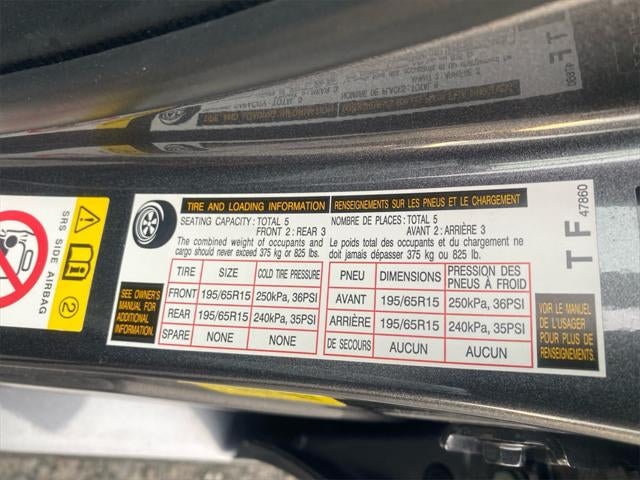 TIRE AND LOADING INFORMATION
RENSEIGNEMENTS SUR LES PNEUS ET LE CHARGEMENT
SEATING CAPACITY : TOTAL 5
FRONT 2 : REAR 3
The combined weight of occupants and
cargo should never exceed 375 kg or 825 lb.
NOMBRE DE PLACES : TOTAL 5
AVANT 2 : ARRIÈRE 3
Le poids total des occupants et du chargement ne
doit jamais dépasser 375 kg ou 825 lb.
SEE OWNER'S
MANUAL FOR
ADDITIONAL
INFORMATION.
TIRE SIZE COLD TIRE PRESSURE
FRONT 195/65R15 250kPa, 36PSI
REAR 195/65R15 240kPa, 35PSI
SPARE NONE NONE
PNEU DIMENSIONS PRESSION DES PNEUS À FROID
AVANT 195/65R15 250kPa, 36PSI
ARRIÈRE 195/65R15 240kPa, 35PSI
DE SECOURS AUCUN AUCUN
VOIR LE MANUEL
DE L'USAGER
POUR PLUS DE
RENSEIGNEMENTS.
T F
47860
SRS SIDE AIRBAG
2